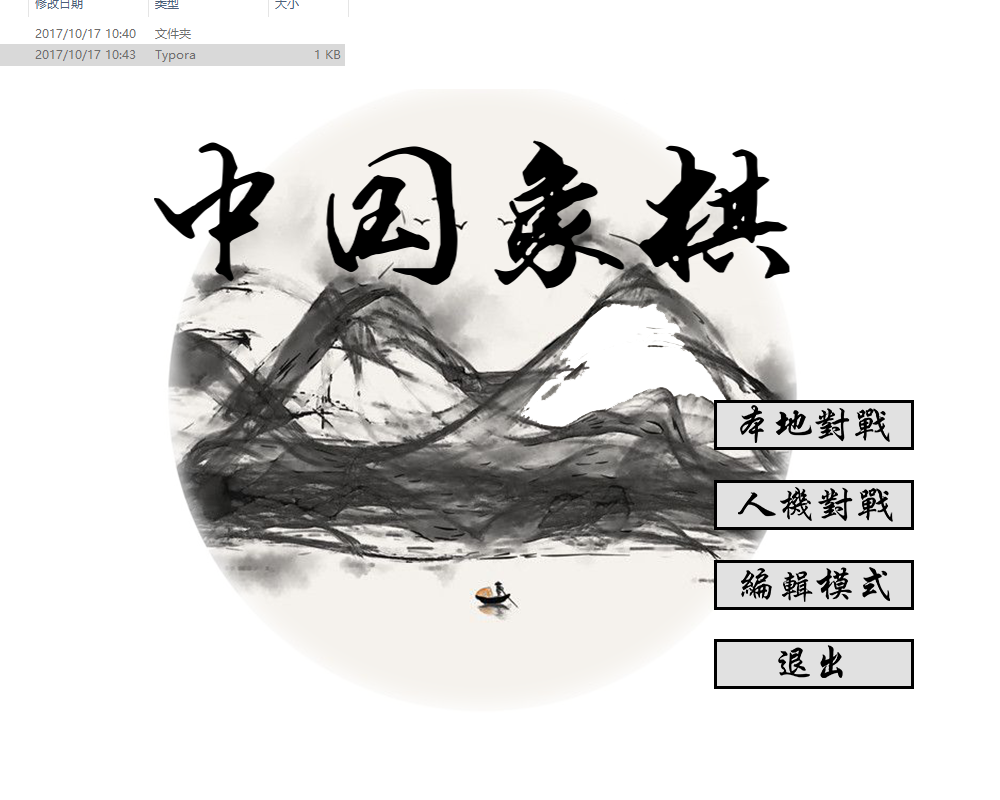 修改日期 类型 大小
2017/10/17 10:40 文件夹
2017/10/17 10:43 Typora 1 KB
中国象棋
本地對戰
人機對戰
編輯模式
退出